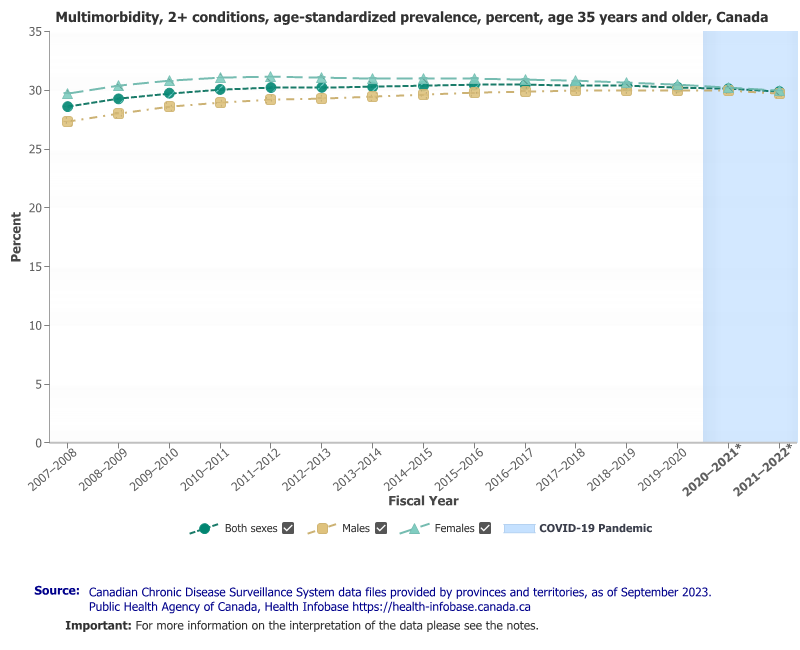 Multimorbidity, 2+ conditions, age-standardized prevalence, percent, age 35 years and older, Canada
35
30
25
20
15
10
5
0
Percent
2007–2008
2008–2009
2009–2010
2010–2011
2011–2012
2012–2013
2013–2014
2014–2015
2015–2016
2016–2017
2017–2018
2018–2019
2019–2020
2020–2021*
2021–2022*
Fiscal Year
Both sexes
Males
Females
COVID-19 Pandemic
Source: Canadian Chronic Disease Surveillance System data files provided by provinces and territories, as of September 2023.
Public Health Agency of Canada, Health Infobase https://health-infobase.canada.ca
Important: For more information on the interpretation of the data please see the notes.